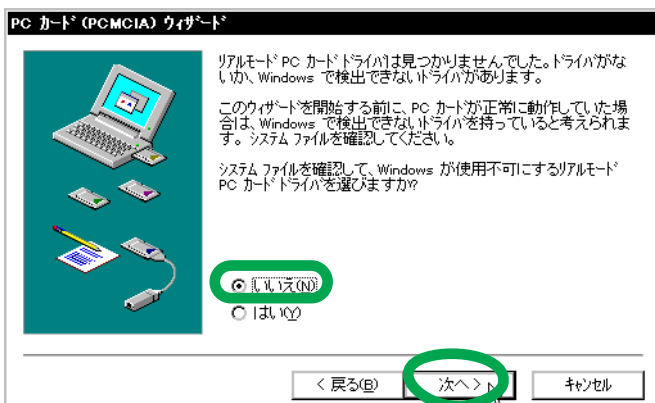 PC ｶｰﾄﾞ (PCMCIA) ｳｨｻﾞｰﾄﾞ
ﾘｱﾙﾓｰﾄﾞ PC ｶｰﾄﾞ ﾄﾞﾗｲﾊﾞは見つかりませんでした。ﾄﾞﾗｲﾊﾞがな
いか、Windows で検出できないﾄﾞﾗｲﾊﾞがあります。
このｳｨｻﾞｰﾄﾞを開始する前に、PC ｶｰﾄﾞが正常に動作していた場
合は、Windows で検出できないﾄﾞﾗｲﾊﾞを持っていると考えられま
す。ｼｽﾃﾑ ﾌｧｲﾙを確認してください。
ｼｽﾃﾑ ﾌｧｲﾙを確認して、Windows が使用不可にするﾘｱﾙﾓｰﾄﾞ
PC ｶｰﾄﾞ ﾄﾞﾗｲﾊﾞを選びますか?
いいえ(N)
はい(Y)
< 戻る(B)
次へ >
ｷｬﾝｾﾙ